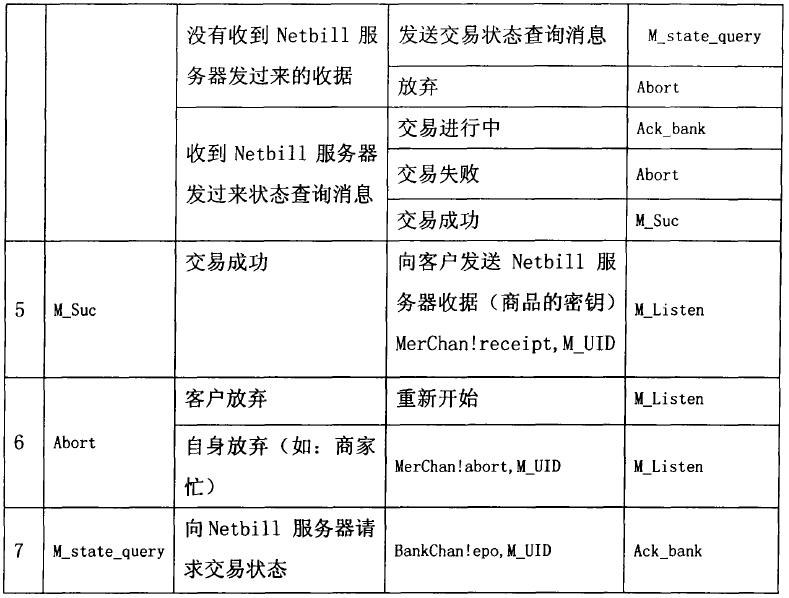 没有收到 Netbill 服
务器发过来的收据
发送交易状态查询消息
M_state_query
放弃
Abort
收到 Netbill 服务器
发过来状态查询消息
交易进行中
Ack_bank
交易失败
Abort
交易成功
M_Suc
5
M_Suc
交易成功
向客户发送 Netbill 服
务器收据（商品的密钥）
MerChan!receipt,M_UID
M_Listen
6
Abort
客户放弃
重新开始
M_Listen
自身放弃（如：商家
忙）
MerChan!abort,M_UID
M_Listen
7
M_state_query
向Netbill 服务器请
求交易状态
BankChan!epo,M_UID
Ack_bank